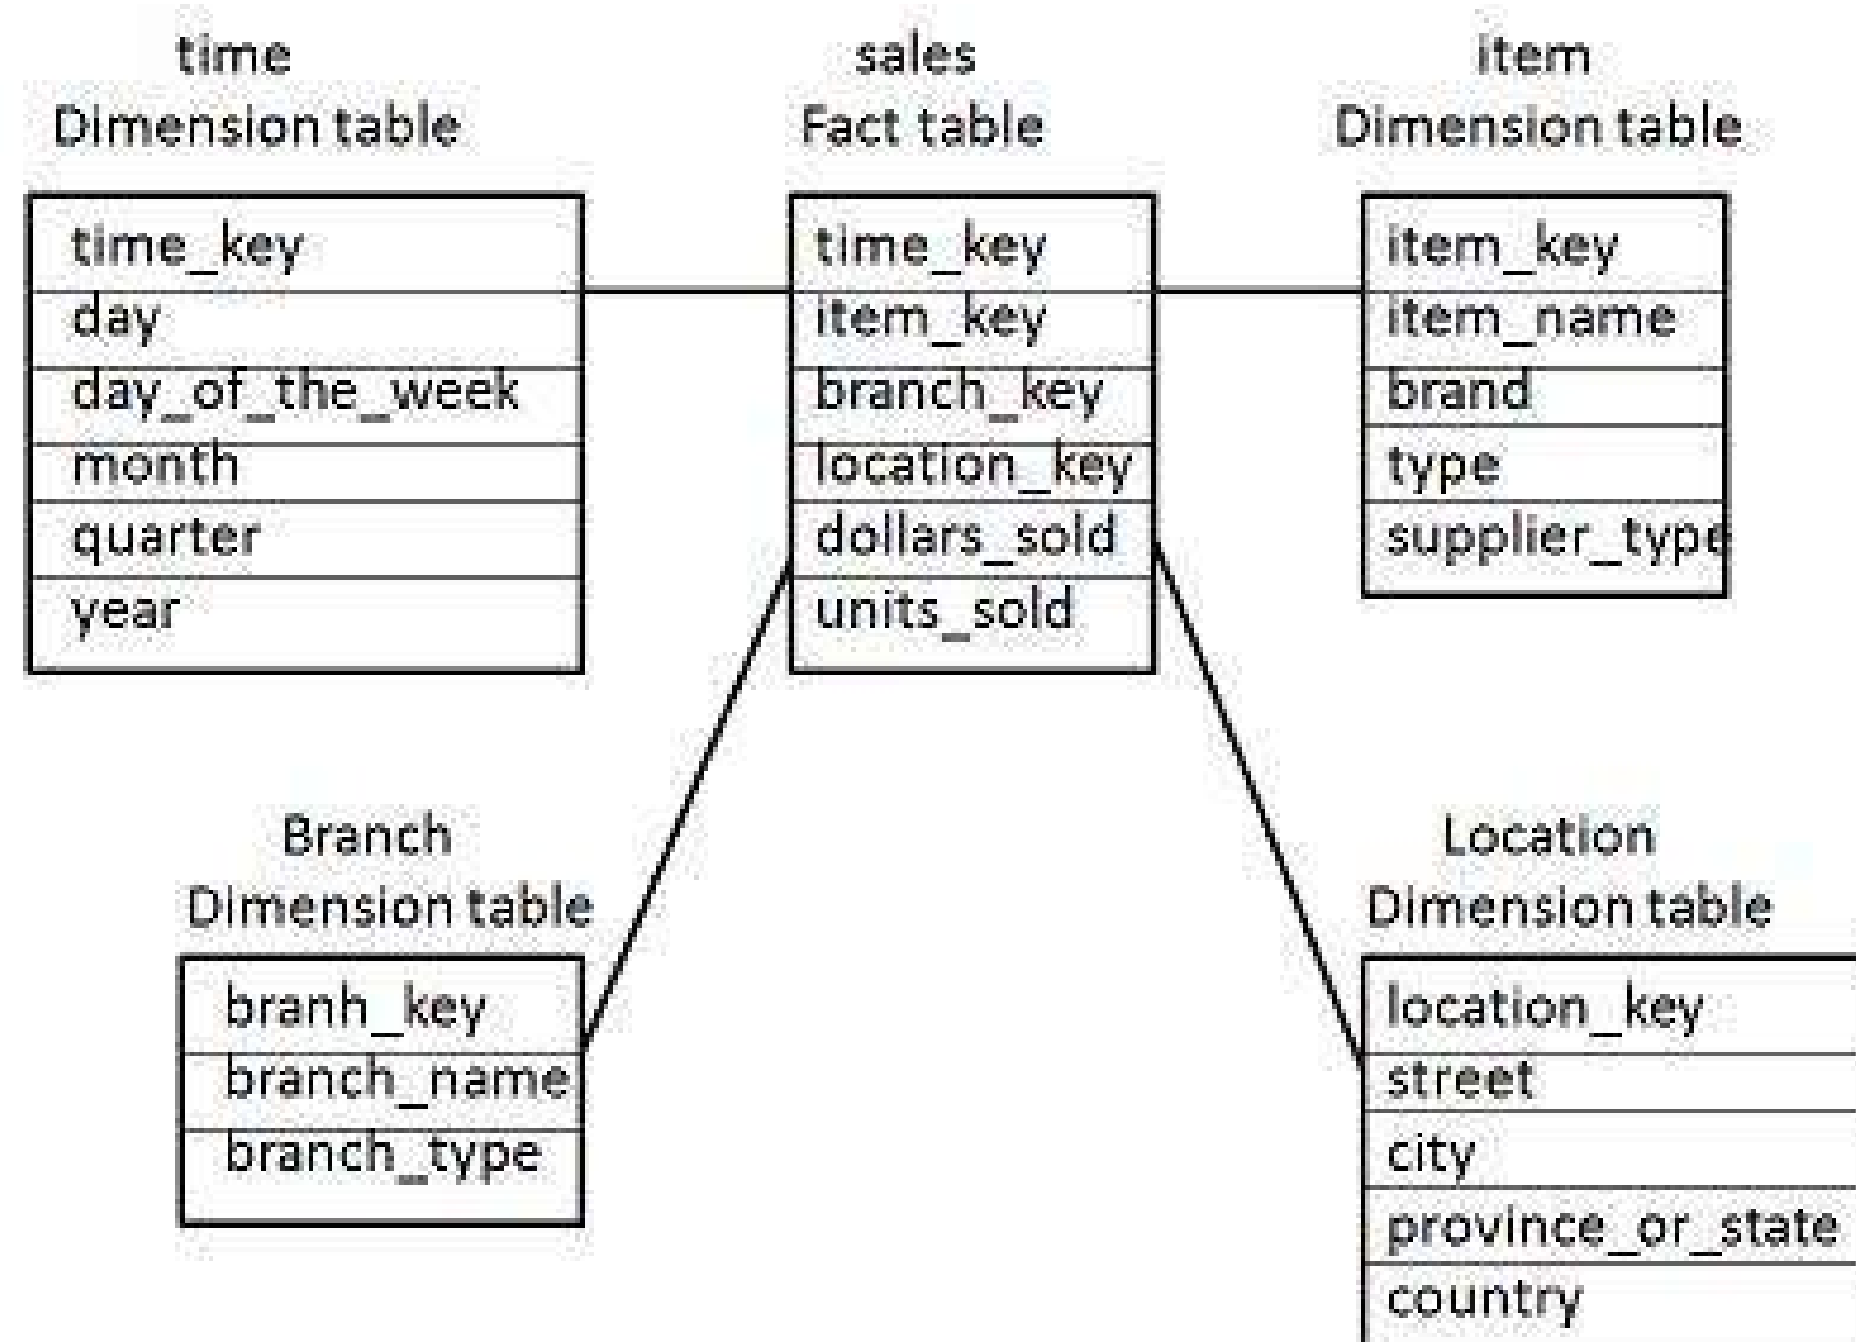 time
Dimension table
time_key
day
day_of_the_week
month
quarter
year
sales
Fact table
time_key
item_key
branch_key
location_key
dollars_sold
units_sold
item
Dimension table
item_key
item_name
brand
type
supplier_type
Branch
Dimension table
branh_key
branch_name
branch_type
Location
Dimension table
location_key
street
city
province_or_state
country